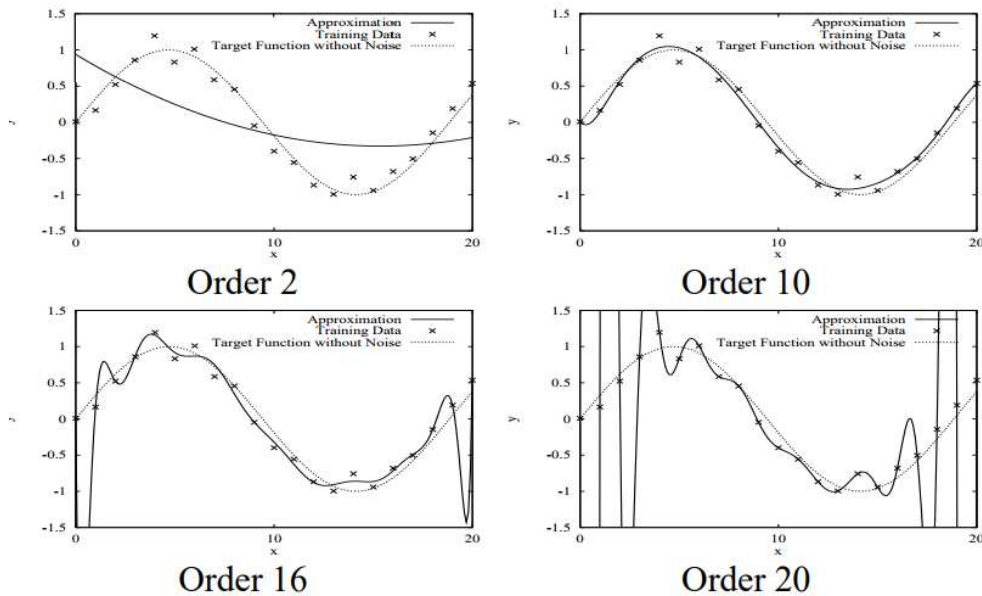 Approximation
Training Data
Target Function without Noise
1.5
1
0.5
0
-0.5
-1
-1.5
y
0
10
20
x
Order 2
Approximation
Training Data
Target Function without Noise
1.5
1
0.5
0
-0.5
-1
-1.5
y
0
10
20
x
Order 10
Approximation
Training Data
Target Function without Noise
1.5
1
0.5
0
-0.5
-1
-1.5
y
0
10
20
x
Order 16
Approximation
Training Data
Target Function without Noise
1.5
1
0.5
0
-0.5
-1
-1.5
y
0
10
20
x
Order 20